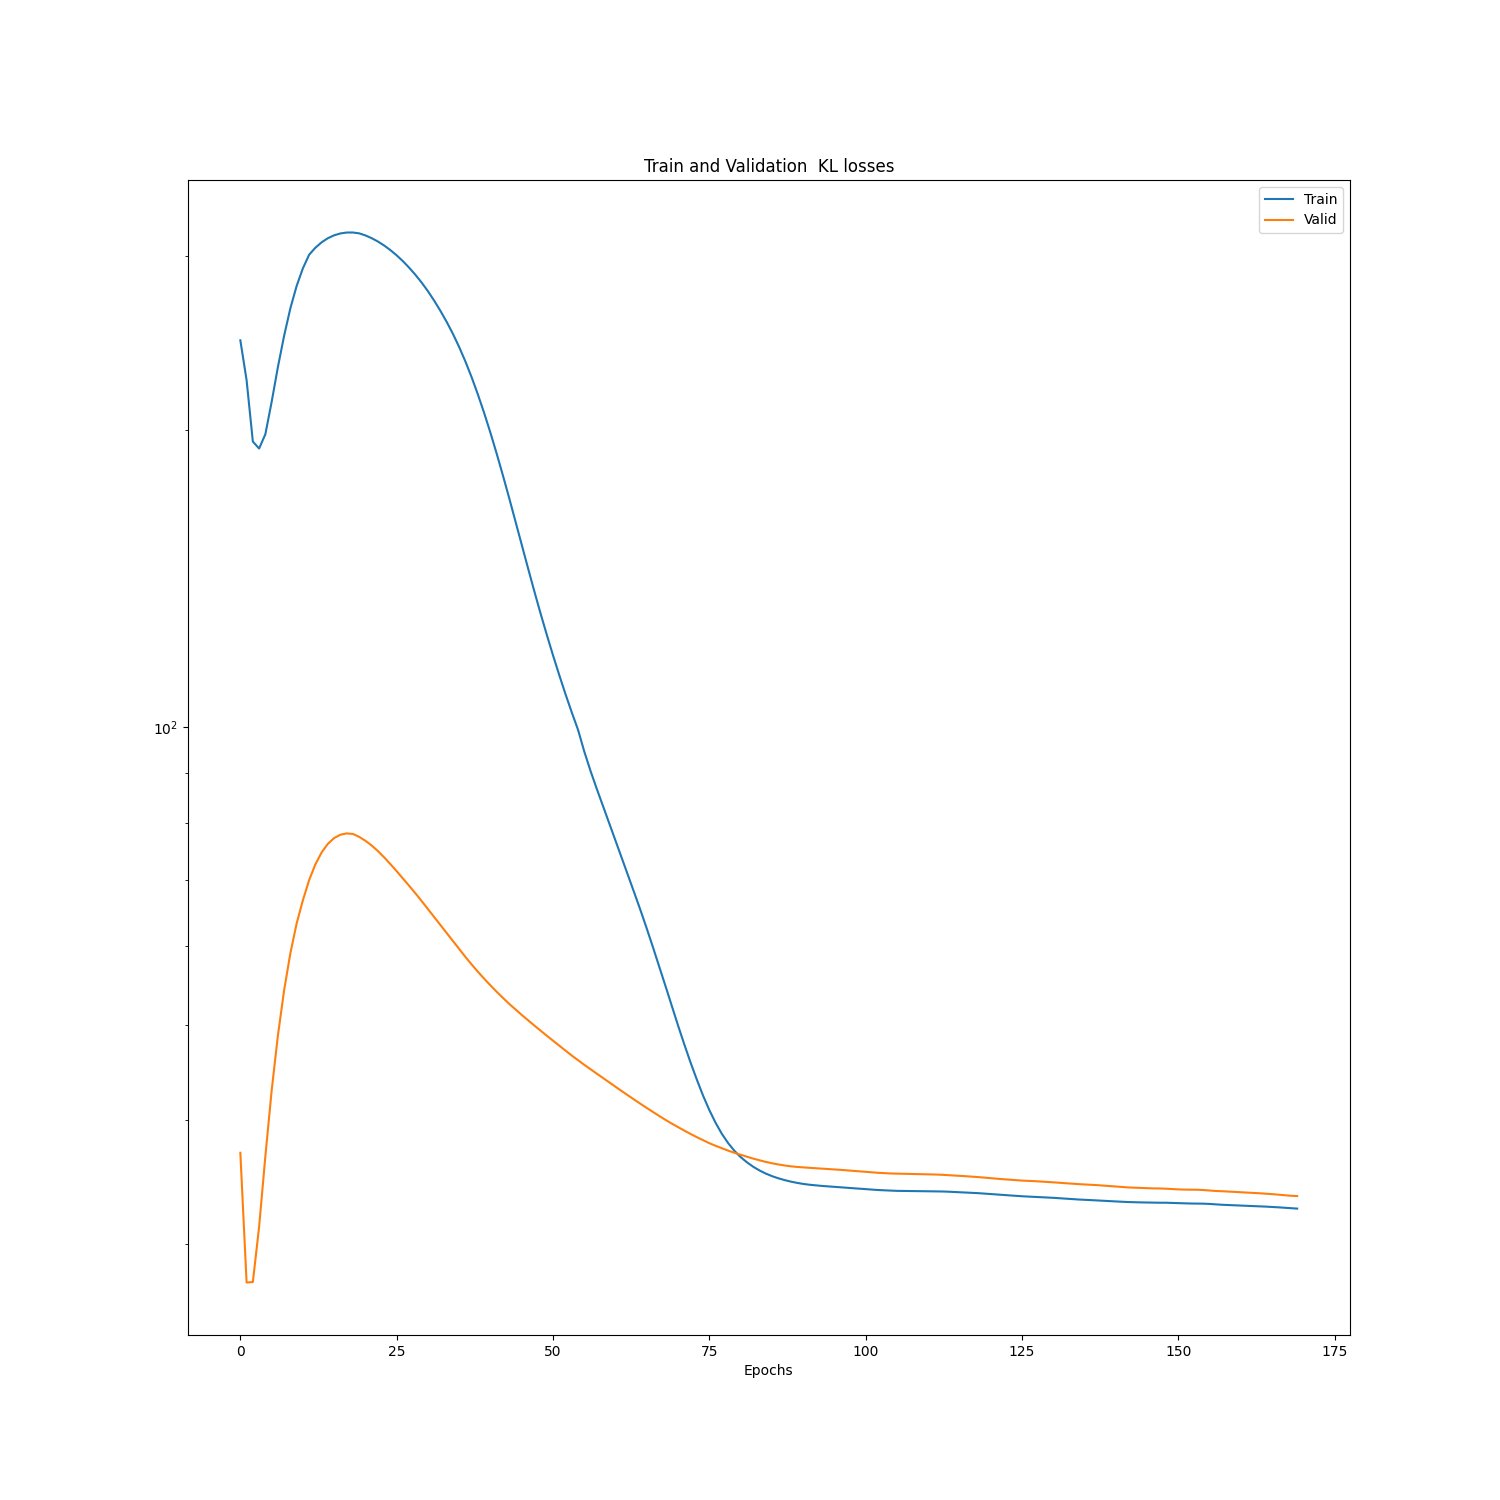 Train and Validation  KL losses
Train
Valid
10²
0 25 50 75 100 125 150 175
Epochs